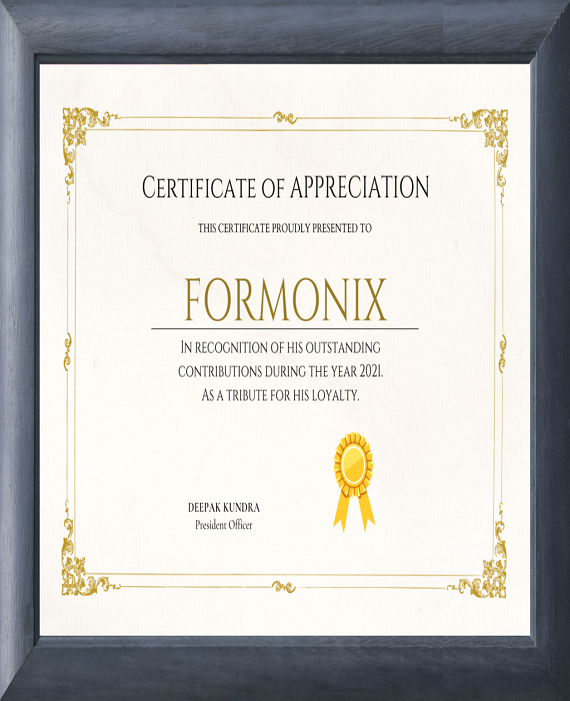 CERTIFICATE OF APPRECIATION
THIS CERTIFICATE PROUDLY PRESENTED TO
FORMONIX
IN RECOGNITION OF HIS OUTSTANDING
CONTRIBUTIONS DURING THE YEAR 2021.
AS A TRIBUTE FOR HIS LOYALTY.
DEEPAK KUNDRA
President Officer